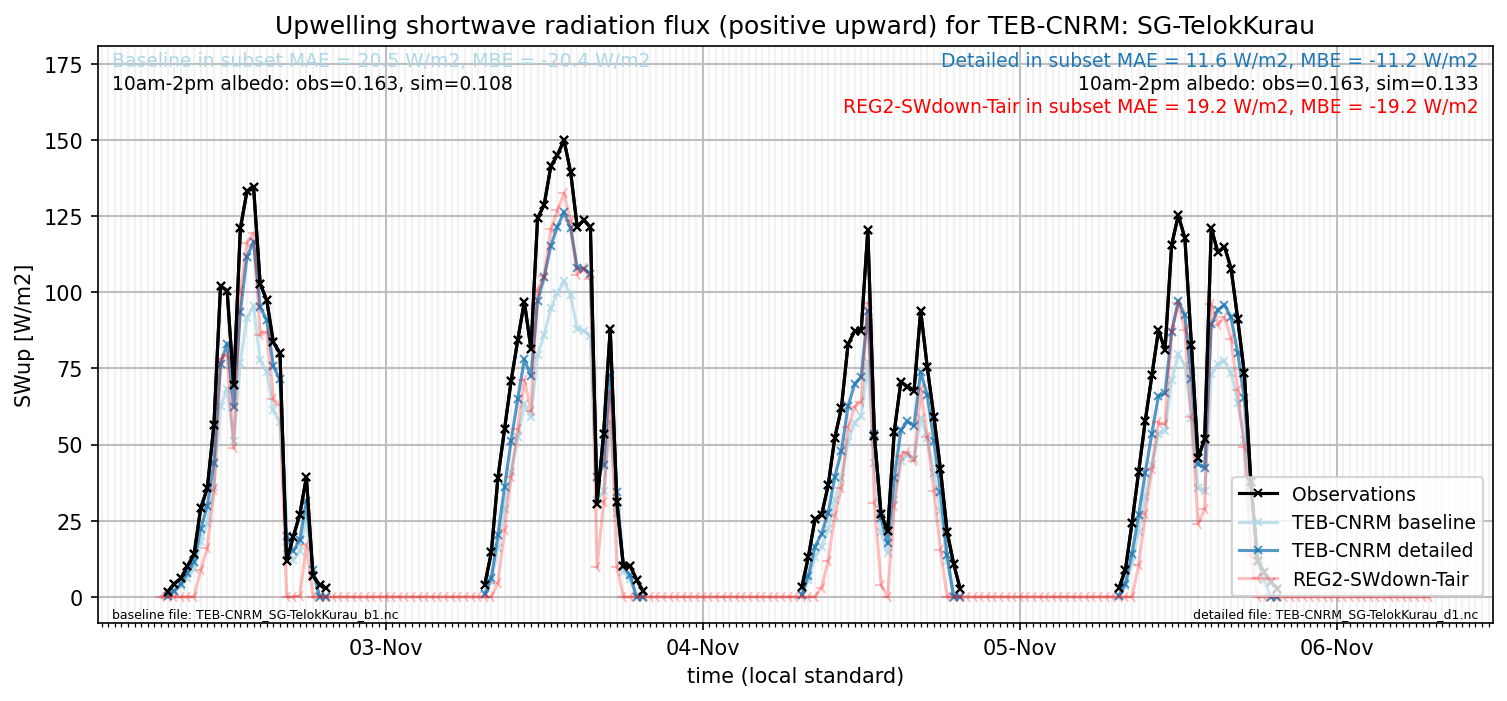 Upwelling shortwave radiation flux (positive upward) for TEB-CNRM: SG-TelokKurau
Baseline in subset MAE = 20.5 W/m2, MBE = -20.4 W/m2
10am-2pm albedo: obs=0.163, sim=0.108
Detailed in subset MAE = 11.6 W/m2, MBE = -11.2 W/m2
10am-2pm albedo: obs=0.163, sim=0.133
REG2-SWdown-Tair in subset MAE = 19.2 W/m2, MBE = -19.2 W/m2
SWup [W/m2]
175
150
125
100
75
50
25
0
Observations
TEB-CNRM baseline
TEB-CNRM detailed
REG2-SWdown-Tair
baseline file: TEB-CNRM_SG-TelokKurau_b1.nc
detailed file: TEB-CNRM_SG-TelokKurau_d1.nc
03-Nov
04-Nov
05-Nov
06-Nov
time (local standard)